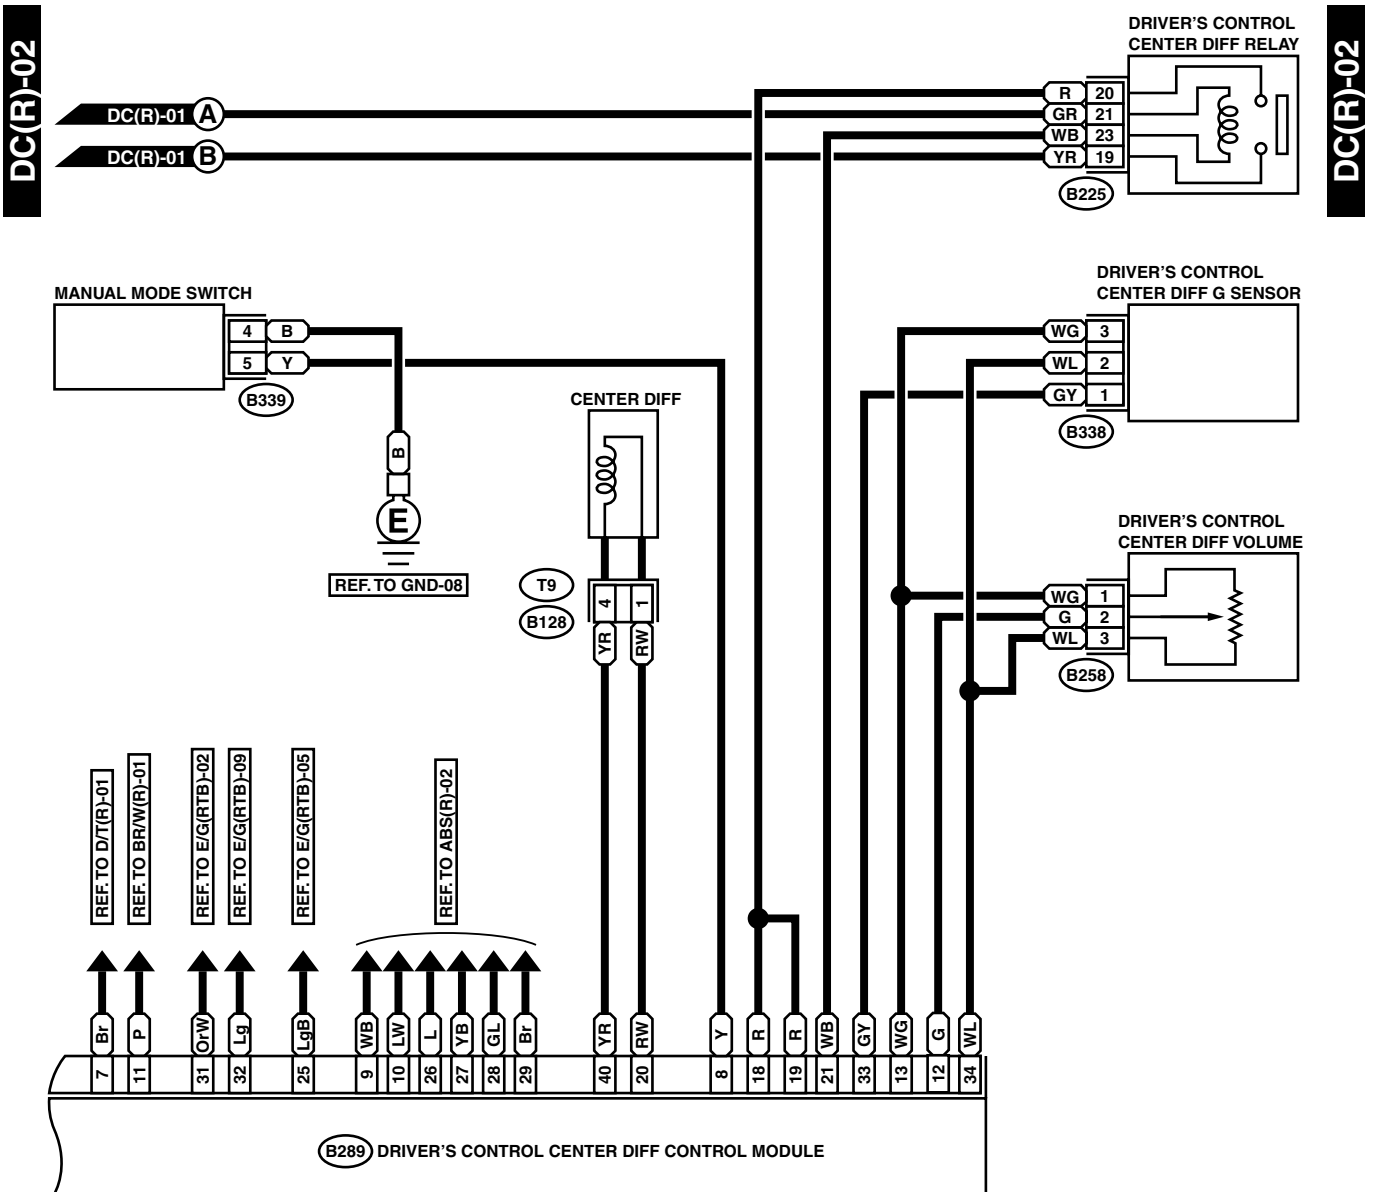 DC(R)-02
DC(R)-02
DRIVER'S CONTROL
CENTER DIFF RELAY
DC(R)-01 A
DC(R)-01 B
R 20
GR 21
WB 23
YR 19
B225
MANUAL MODE SWITCH
4 B
5 Y
B339
B
E
REF. TO GND-08
DRIVER'S CONTROL
CENTER DIFF G SENSOR
WG 3
WL 2
GY 1
B338
CENTER DIFF
T9
B128
4 1
YR RW
DRIVER'S CONTROL
CENTER DIFF VOLUME
WG 1
G 2
WL 3
B258
REF. TO D/T(R)-01
REF. TO BR/W(R)-01
REF. TO E/G(RTB)-02
REF. TO E/G(RTB)-09
REF. TO E/G(RTB)-05
REF. TO ABS(R)-02
Br P OrW Lg LgB WB LW L YB GL Br YR RW Y R R WB GY WG G WL
7 11 31 32 25 9 10 26 27 28 29 40 20 8 18 19 21 33 13 12 34
B289 DRIVER'S CONTROL CENTER DIFF CONTROL MODULE